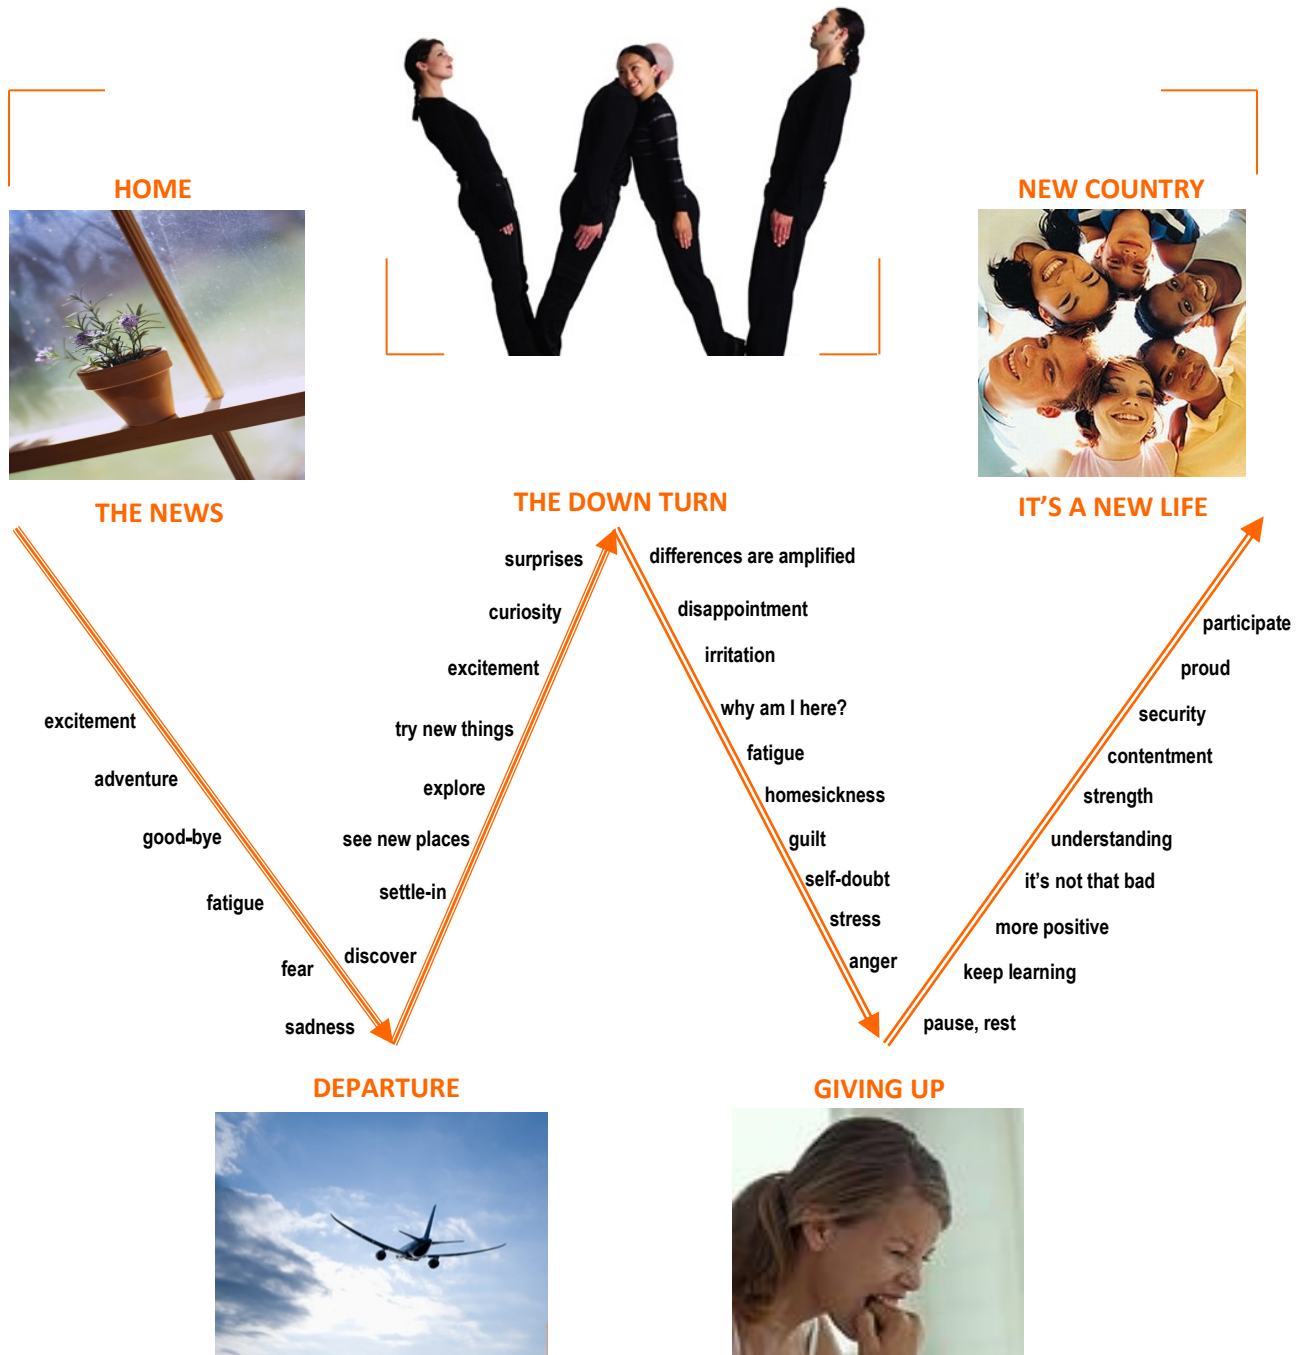 HOME
NEW COUNTRY
THE NEWS
THE DOWN TURN
IT'S A NEW LIFE
excitement
adventure
good-bye
fatigue
fear
sadness
surprises
curiosity
excitement
try new things
explore
see new places
settle-in
discover
differences are amplified
disappointment
irritation
why am I here?
fatigue
homesickness
guilt
self-doubt
stress
anger
participate
proud
security
contentment
strength
understanding
it's not that bad
more positive
keep learning
pause, rest
DEPARTURE
GIVING UP